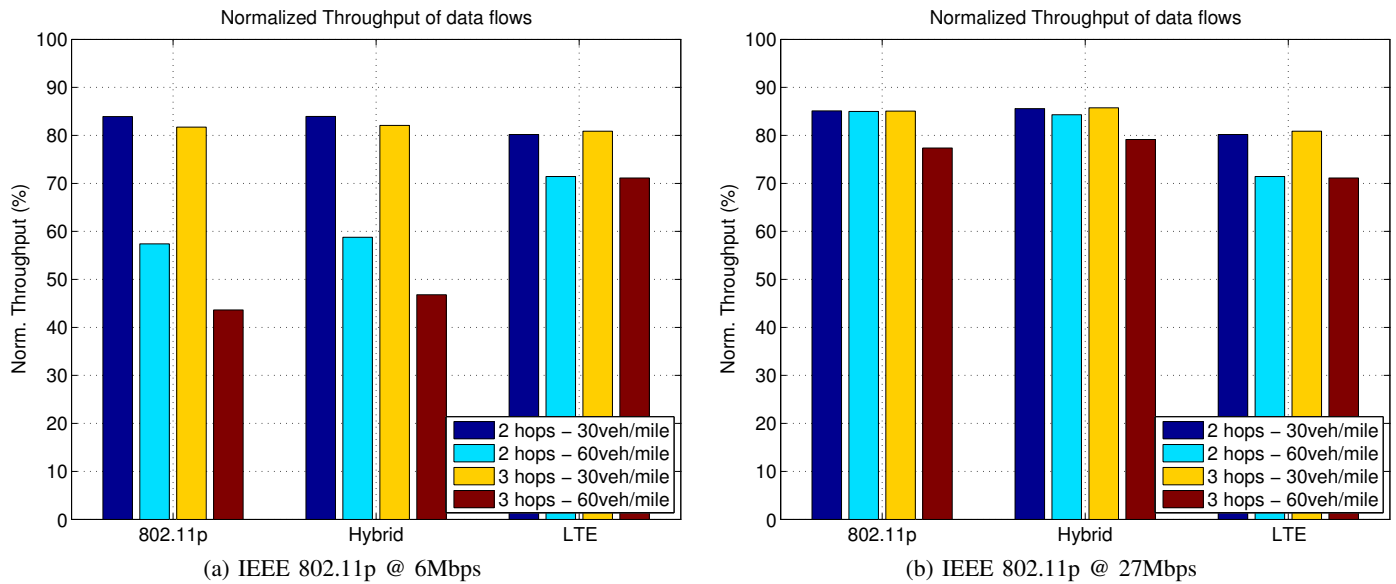 Normalized Throughput of data flows
100
90
80
70
60
50
40
30
20
10
0
Norm. Throughput (%)
802.11p
Hybrid
LTE
2 hops − 30veh/mile
2 hops − 60veh/mile
3 hops − 30veh/mile
3 hops − 60veh/mile
(a) IEEE 802.11p @ 6Mbps
Normalized Throughput of data flows
100
90
80
70
60
50
40
30
20
10
0
Norm. Throughput (%)
802.11p
Hybrid
LTE
2 hops − 30veh/mile
2 hops − 60veh/mile
3 hops − 30veh/mile
3 hops − 60veh/mile
(b) IEEE 802.11p @ 27Mbps